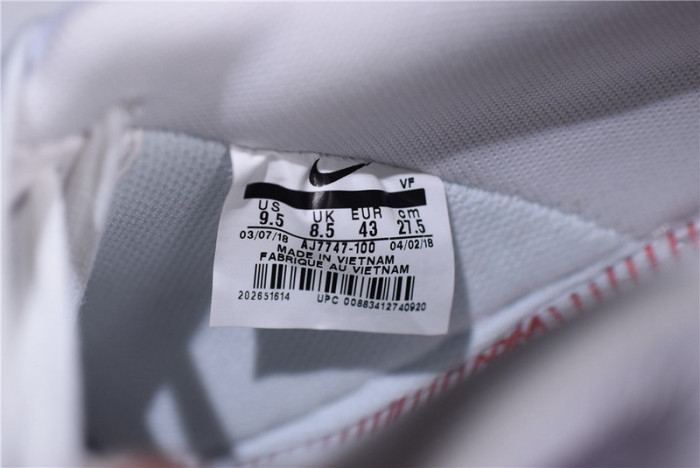 VF
US UK EUR cm
9.5 8.5 43 27.5
03/07/18 AJ7747-100 04/02/18
MADE IN VIETNAM
FABRIQUE AU VIETNAM
202651614 UPC 00883412740920